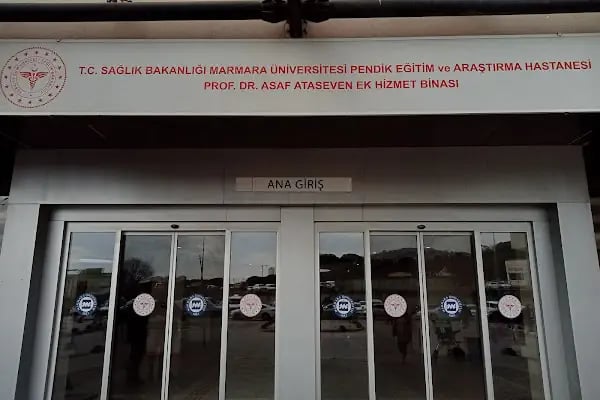 T.C. SAĞLIK BAKANLIĞI MARMARA ÜNİVERSİTESİ PENDİK EĞİTİM ve ARAŞTIRMA HASTANESİ
PROF. DR. ASAF ATASEVEN EK HİZMET BİNASI
ANA GİRİŞ